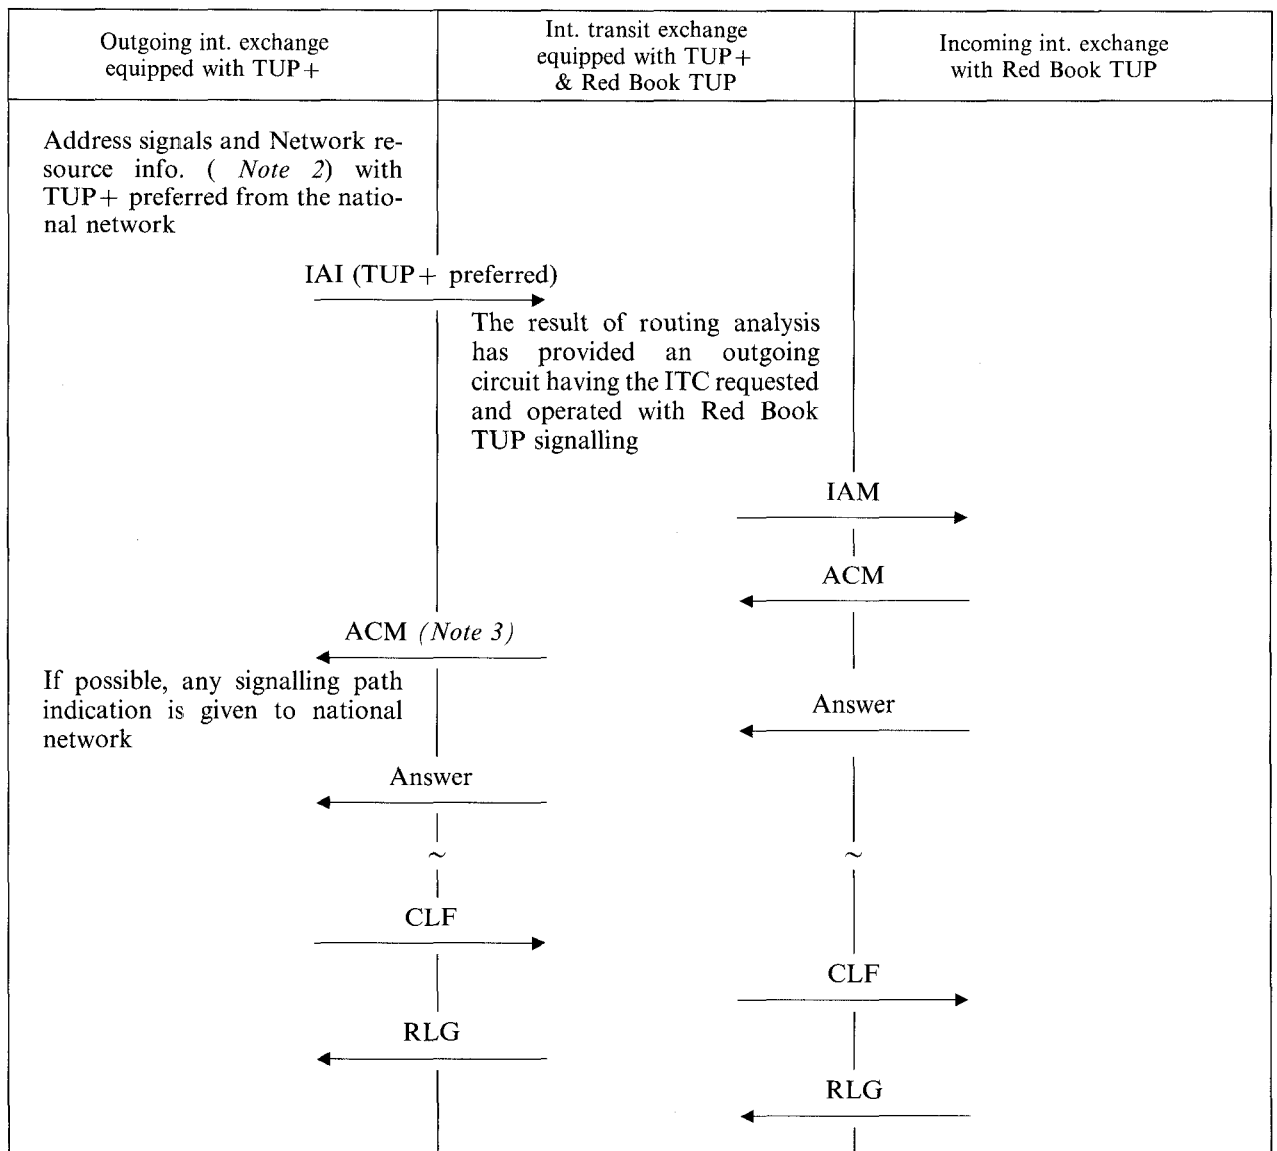 Outgoing int. exchange
equipped with TUP+
Int. transit exchange
equipped with TUP+
& Red Book TUP
Incoming int. exchange
with Red Book TUP
Address signals and Network re-
source info. ( Note 2) with
TUP+ preferred from the natio-
nal network
IAI (TUP+ preferred)
The result of routing analysis
has provided an outgoing
circuit having the ITC requested
and operated with Red Book
TUP signalling
IAM
ACM
ACM (Note 3)
If possible, any signalling path
indication is given to national
network
Answer
Answer
~
~
CLF
CLF
RLG
RLG